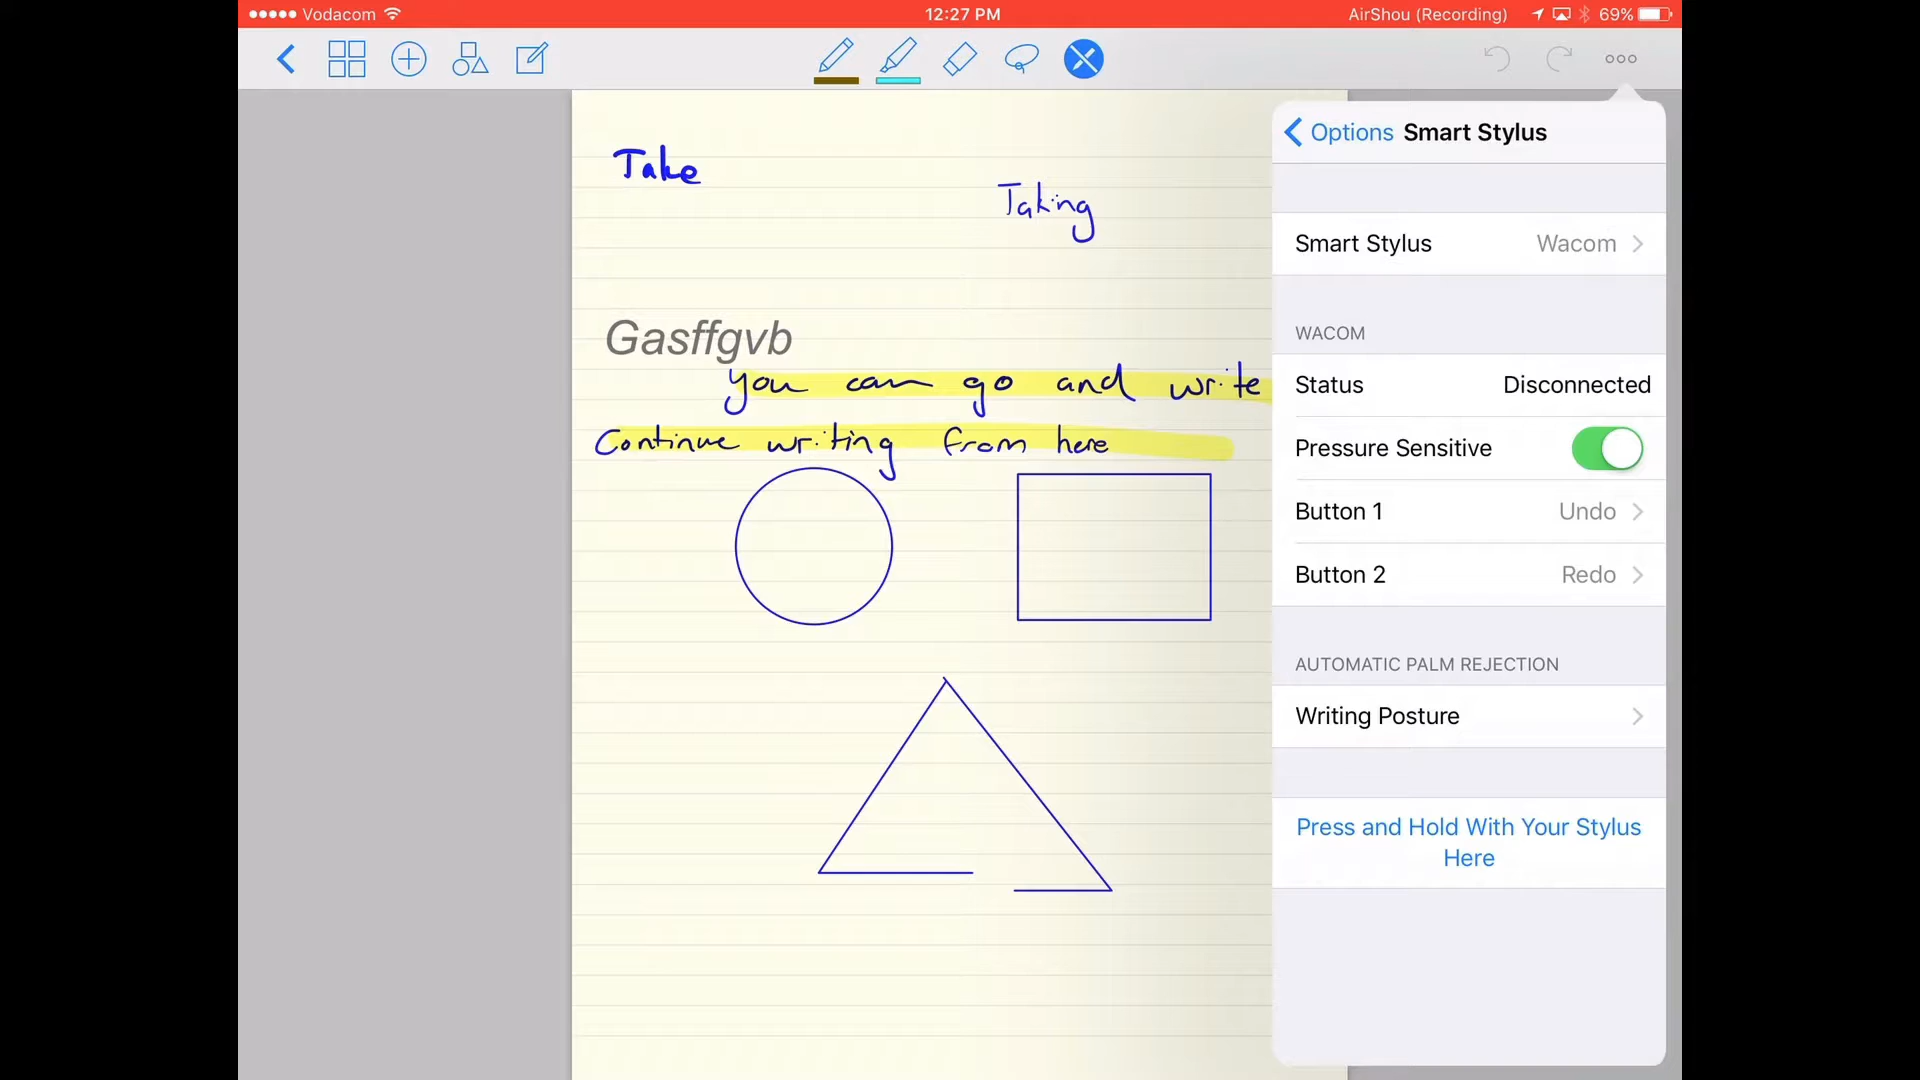 Vodacom 12:27 PM AirShou (Recording) 69%
Take
Taking
Gasffgvb
you can go and write
Continue writing from here
Options Smart Stylus
Smart Stylus Wacom
WACOM
Status Disconnected
Pressure Sensitive
Button 1 Undo
Button 2 Redo
AUTOMATIC PALM REJECTION
Writing Posture
Press and Hold With Your Stylus
Here